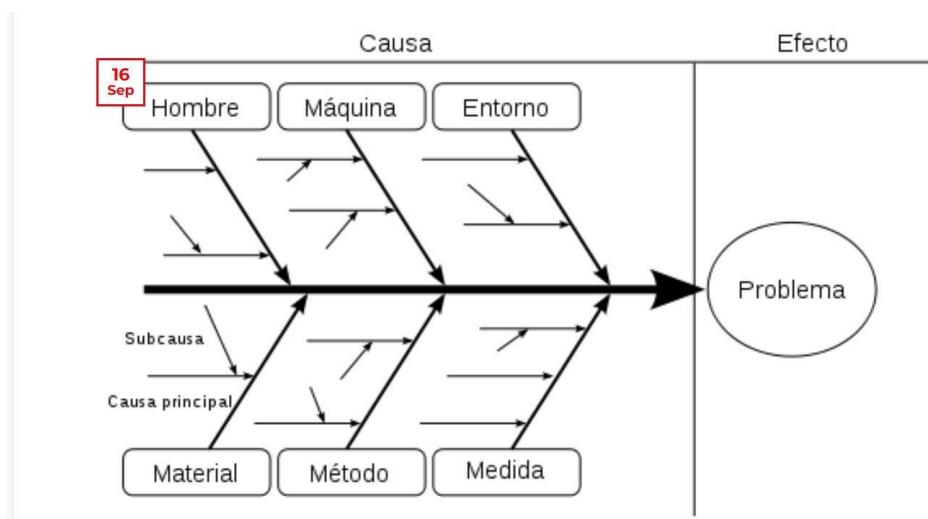 Causa
Efecto
16
Sep
Hombre
Máquina
Entorno
Problema
Subcausa
Causa principal
Material
Método
Medida